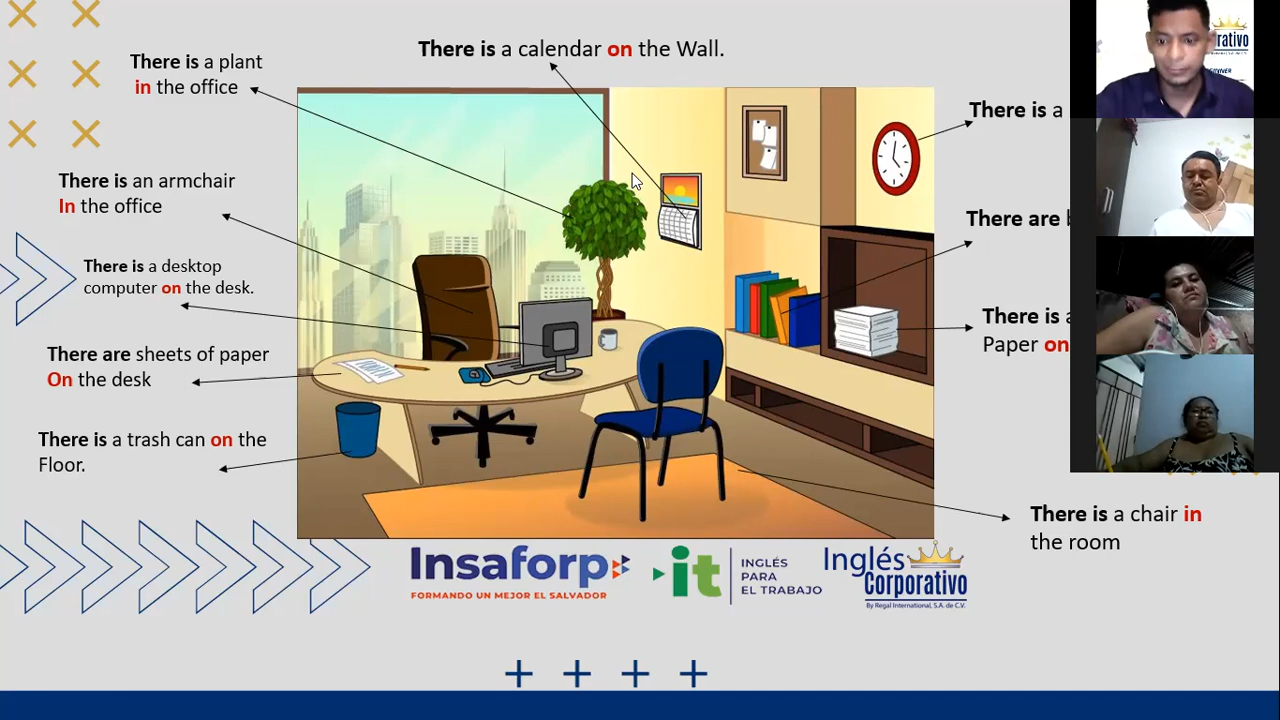 There is a calendar on the Wall.
There is a plant
in the office
There is an armchair
In the office
There is a desktop
computer on the desk.
There are sheets of paper
On the desk
There is a trash can on the
Floor.
There is a
There are
There is
Paper on
There is a chair in
the room
Insaforp
FORMANDO UN MEJOR EL SALVADOR
it
INGLÉS
PARA
EL TRABAJO
Inglés
Corporativo
By Regal International, S.A. de C.V.